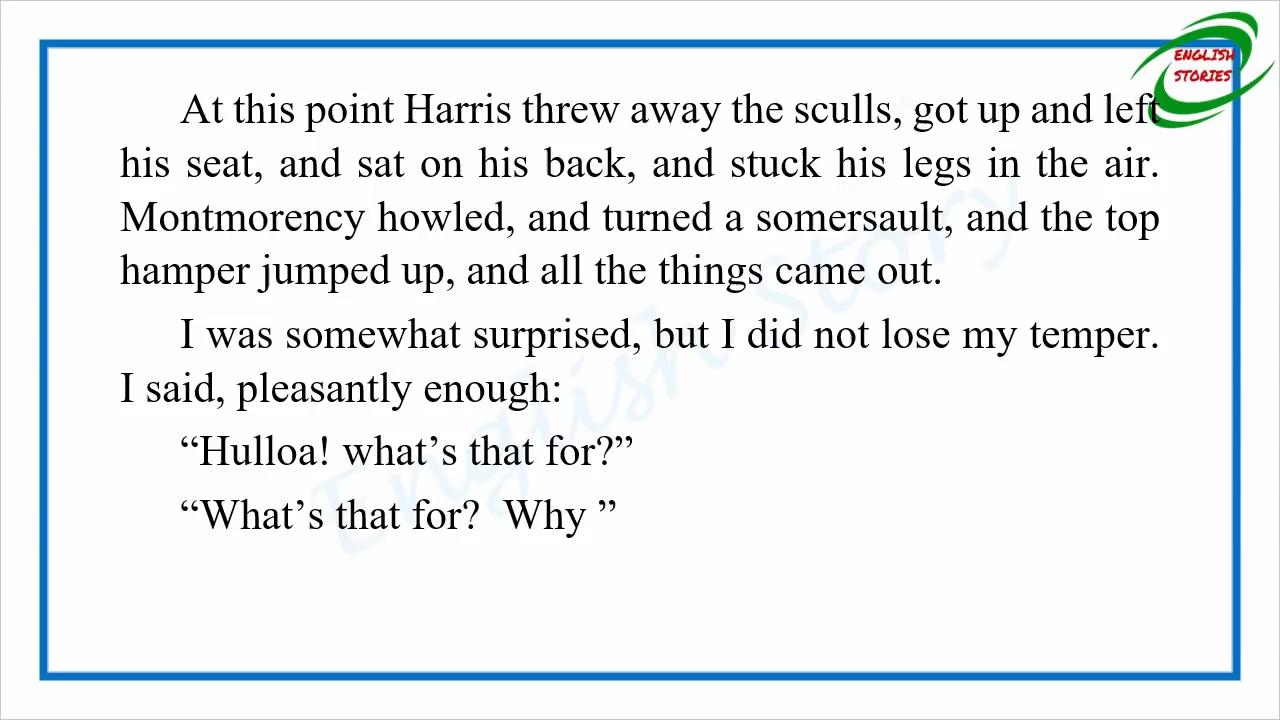 ENGLISH
STORIES
At this point Harris threw away the sculls, got up and left
his seat, and sat on his back, and stuck his legs in the air.
Montmorency howled, and turned a somersault, and the top
hamper jumped up, and all the things came out.
I was somewhat surprised, but I did not lose my temper.
I said, pleasantly enough:
“Hulloa! what’s that for?”
“What’s that for?  Why ”
English Story